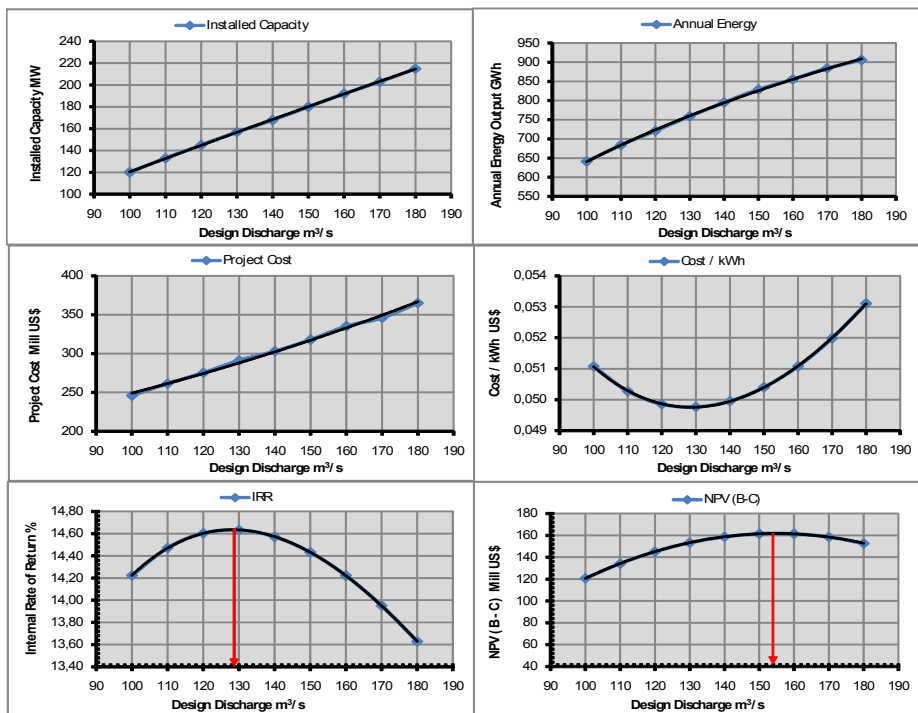 Installed Capacity
Installed Capacity MW
240
220
200
180
160
140
120
100
90 100 110 120 130 140 150 160 170 180 190
Design Discharge m³/ s
Annual Energy
Annual Energy Output GWh
950
900
850
800
750
700
650
600
550
90 100 110 120 130 140 150 160 170 180 190
Design Discharge m³/ s
Project Cost
Project Cost Mill US$
400
350
300
250
200
90 100 110 120 130 140 150 160 170 180 190
Design Discharge m³/ s
Cost / kWh
Cost / kWh US$
0,054
0,053
0,052
0,051
0,050
0,049
90 100 110 120 130 140 150 160 170 180 190
Design Discharge m³/ s
IRR
Internal Rate of Return %
14,80
14,60
14,40
14,20
14,00
13,80
13,60
13,40
90 100 110 120 130 140 150 160 170 180 190
Design Discharge m³/ s
NPV (B-C)
NPV ( B - C ) Mill US$
180
160
140
120
100
80
60
40
90 100 110 120 130 140 150 160 170 180 190
Design Discharge m³/ s